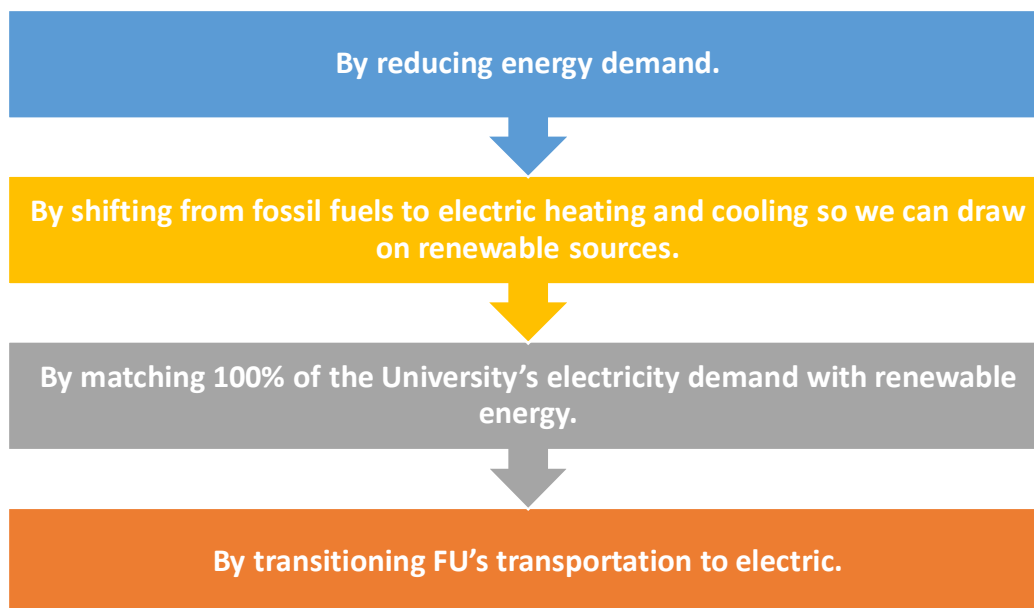 By reducing energy demand.
By shifting from fossil fuels to electric heating and cooling so we can draw
on renewable sources.
By matching 100% of the University’s electricity demand with renewable
energy.
By transitioning FU’s transportation to electric.